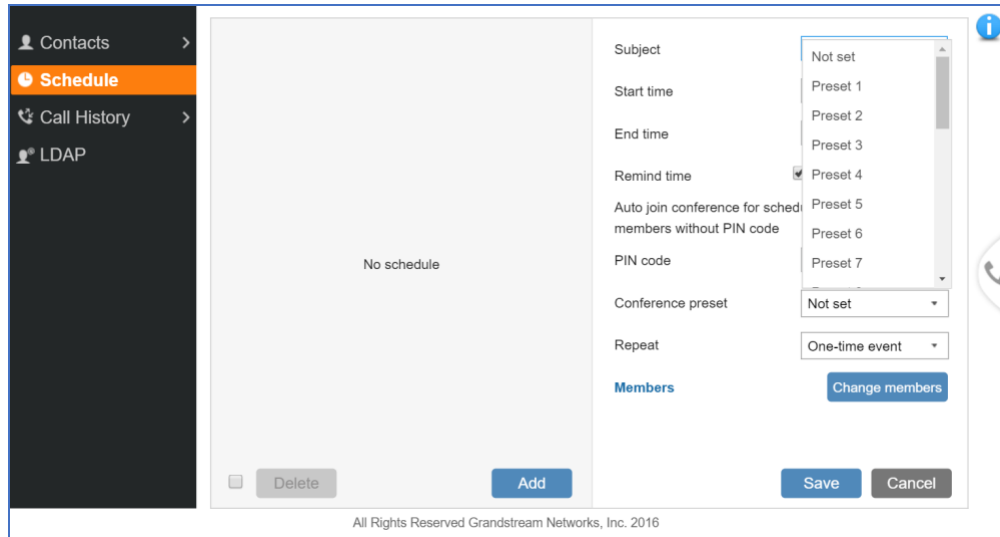 Contacts
Schedule
Call History
LDAP
No schedule
Delete
Add
Subject
Start time
End time
Remind time
Auto join conference for schedu
members without PIN code
PIN code
Conference preset
Not set
Repeat
One-time event
Members
Change members
Save
Cancel
Not set
Preset 1
Preset 2
Preset 3
Preset 4
Preset 5
Preset 6
Preset 7
All Rights Reserved Grandstream Networks, Inc. 2016